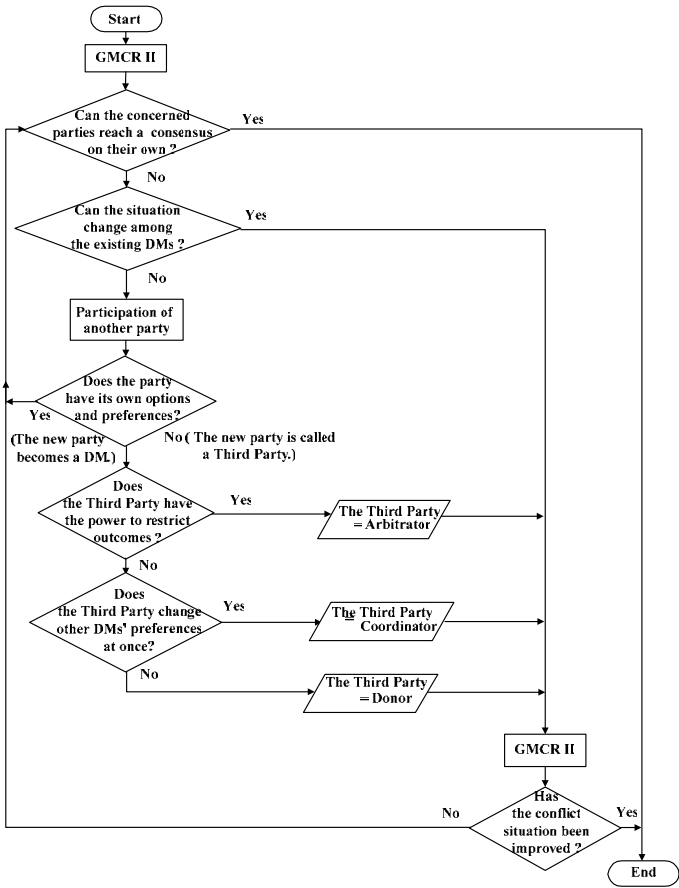 Start
GMCR II
Can the concerned
parties reach a consensus
on their own ?
Yes
No
Can the situation
change among
the existing DMs ?
Yes
No
Participation of
another party
Does the party
have its own options
and preferences?
Yes
(The new party
becomes a DM.)
No ( The new party is called
a Third Party.)
Does
the Third Party have
the power to restrict
outcomes ?
Yes
The Third Party
= Arbitrator
No
Does
the Third Party change
other DMs' preferences
at once?
Yes
The Third Party
= Coordinator
No
The Third Party
= Donor
GMCR II
Has
the conflict
situation been
improved ?
No
Yes
End